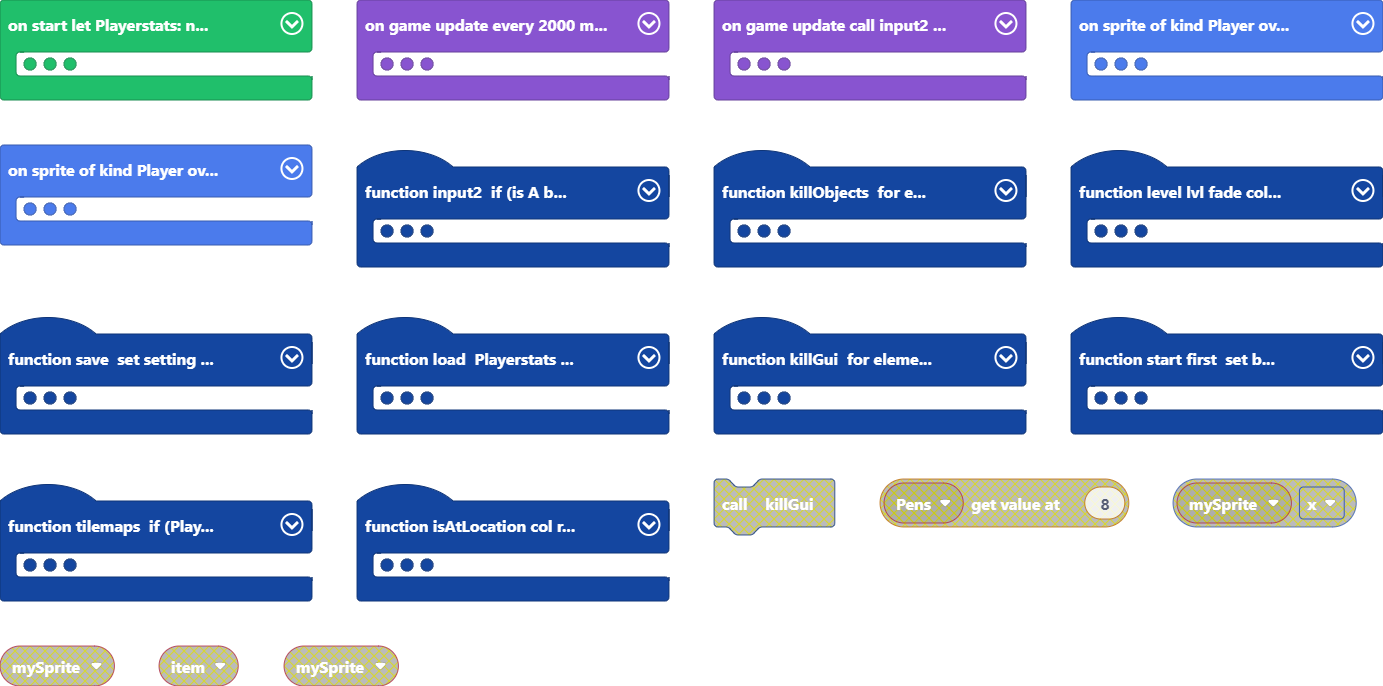 on start let Playerstats: n...
on game update every 2000 m...
on game update call input2 ...
on sprite of kind Player ov...
on sprite of kind Player ov...
function input2 if (is A b...
function killObjects for e...
function level lvl fade col...
function save set setting ...
function load Playerstats ...
function killGui for eleme...
function start first set b...
function tilemaps if (Play...
function isAtLocation col r...
call killGui
Pens get value at 8
mySprite x
mySprite
item
mySprite